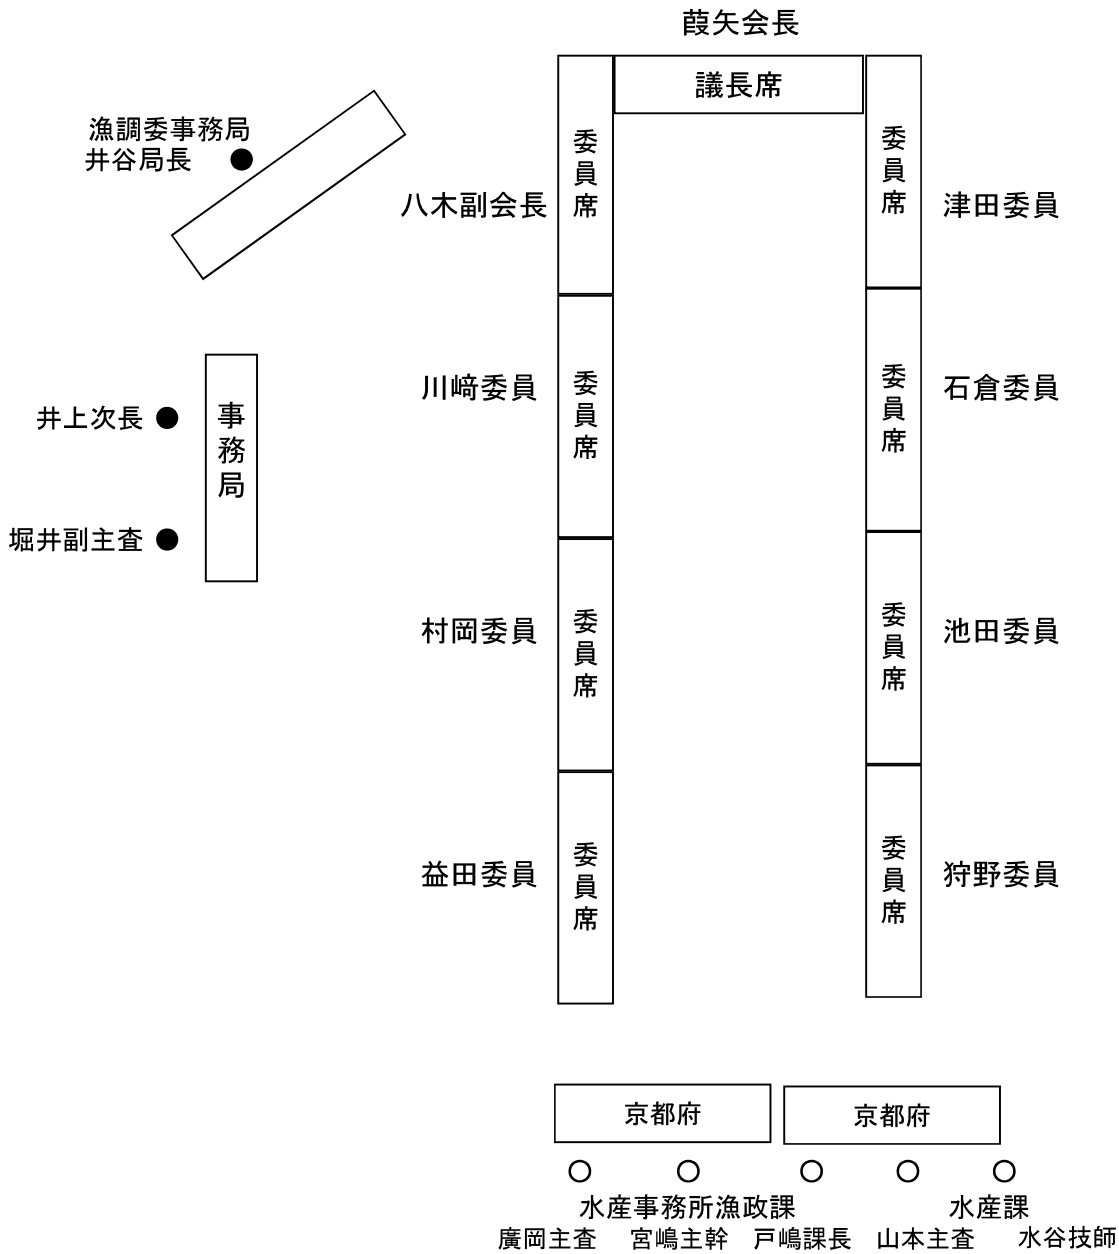 葭矢会長
議長席
漁調委事務局
井谷局長
委員席
委員席
八木副会長
津田委員
川﨑委員
委員席
委員席
石倉委員
井上次長
事務局
堀井副主査
村岡委員
委員席
委員席
池田委員
益田委員
委員席
委員席
狩野委員
京都府
京都府
水産事務所漁政課
水産課
廣岡主査
宮嶋主幹
戸嶋課長
山本主査
水谷技師